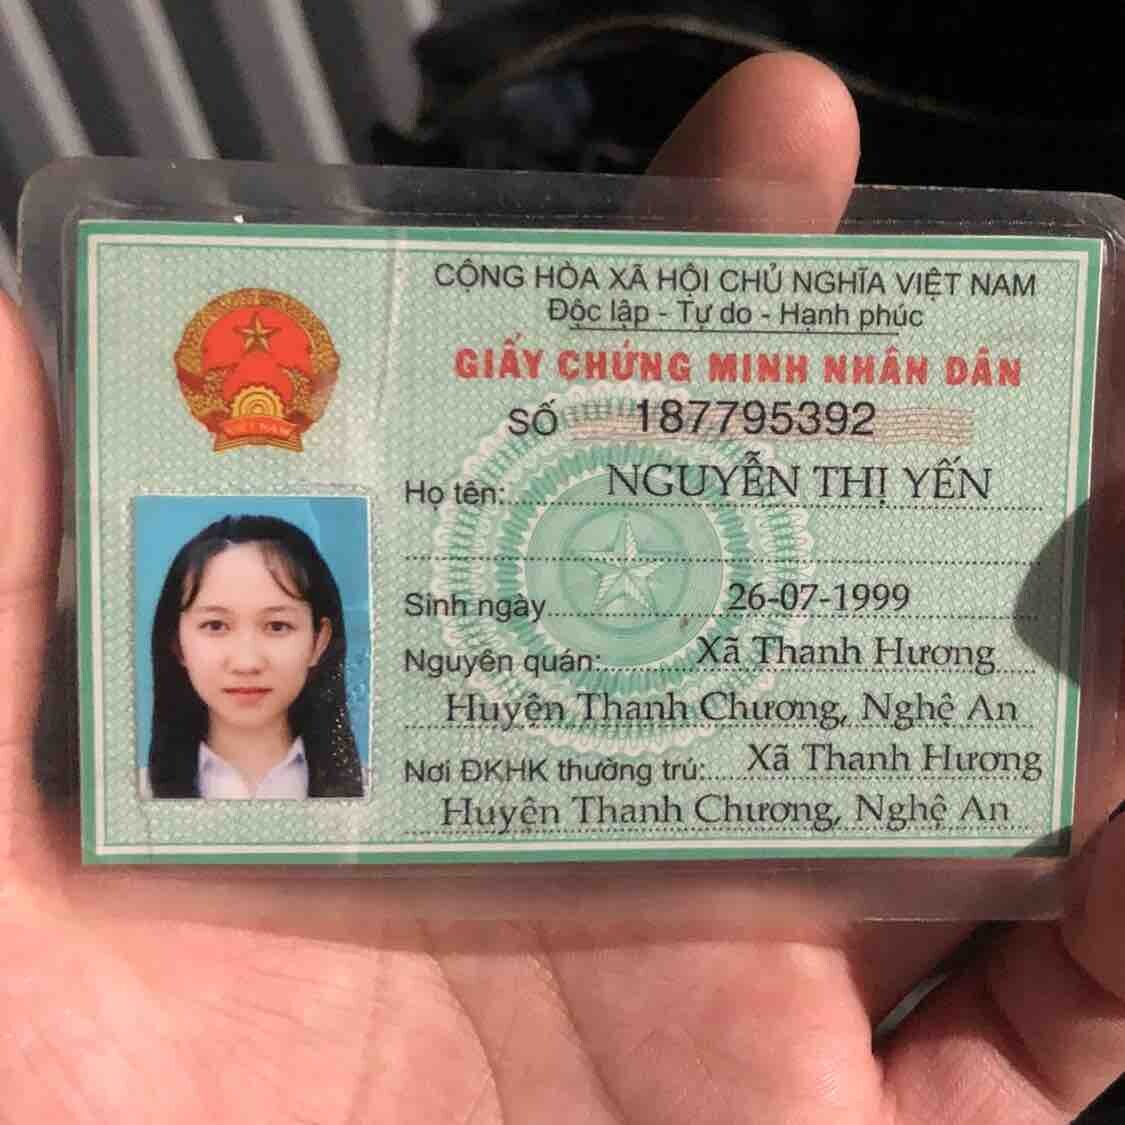 CỘNG HÒA XÃ HỘI CHỦ NGHĨA VIỆT NAM
Độc lập - Tự do - Hạnh phúc
GIẤY CHỨNG MINH NHÂN DÂN
SỐ 187795392
Họ tên: NGUYỄN THỊ YẾN
Sinh ngày 26-07-1999
Nguyên quán: Xã Thanh Hương
Huyện Thanh Chương, Nghệ An
Nơi ĐKHK thường trú: Xã Thanh Hương
Huyện Thanh Chương, Nghệ An
VIỆT NAM